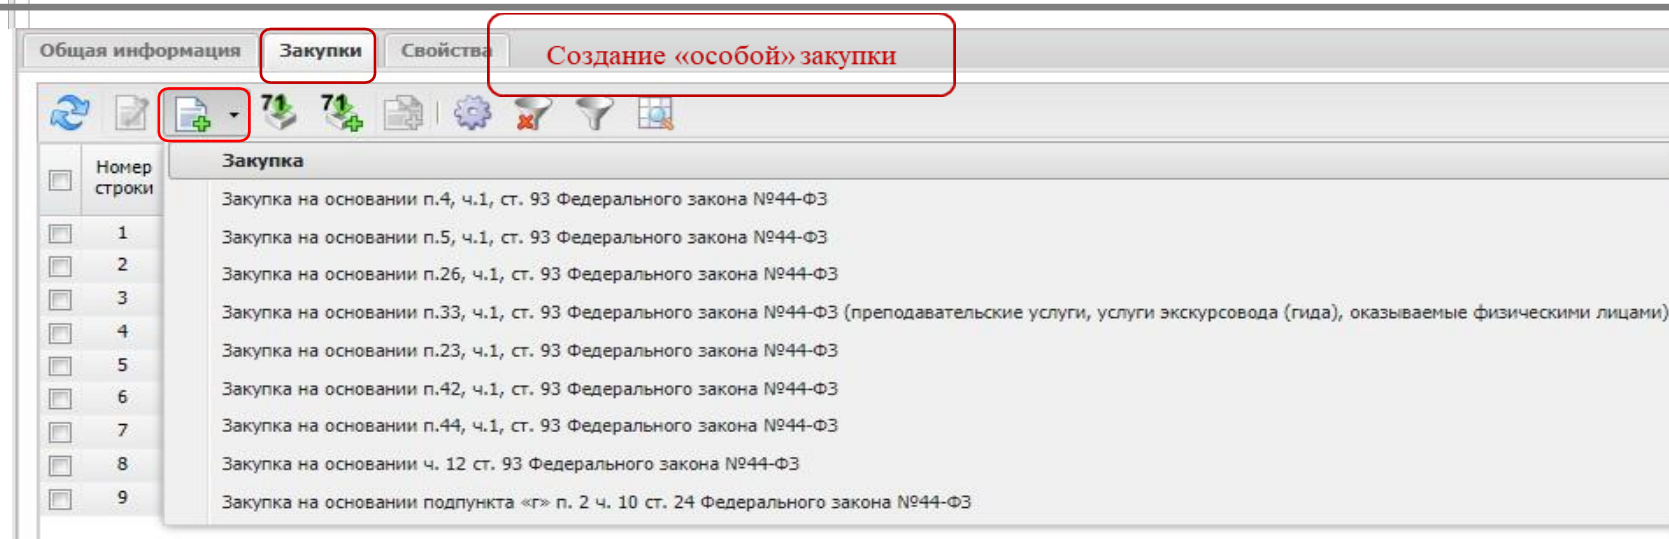 Общая информация Закупки Свойства Создание «особой» закупки
71 71
Номер
строки
Закупка
Закупка на основании п.4, ч.1, ст. 93 Федерального закона №44-ФЗ
1 Закупка на основании п.5, ч.1, ст. 93 Федерального закона №44-ФЗ
2 Закупка на основании п.26, ч.1, ст. 93 Федерального закона №44-ФЗ
3 Закупка на основании п.33, ч.1, ст. 93 Федерального закона №44-ФЗ (преподавательские услуги, услуги экскурсовода (гида), оказываемые физическими лицами)
4
5 Закупка на основании п.23, ч.1, ст. 93 Федерального закона №44-ФЗ
6 Закупка на основании п.42, ч.1, ст. 93 Федерального закона №44-ФЗ
7 Закупка на основании п.44, ч.1, ст. 93 Федерального закона №44-ФЗ
8 Закупка на основании ч. 12 ст. 93 Федерального закона №44-ФЗ
9 Закупка на основании подпункта «г» п. 2 ч. 10 ст. 24 Федерального закона №44-ФЗ